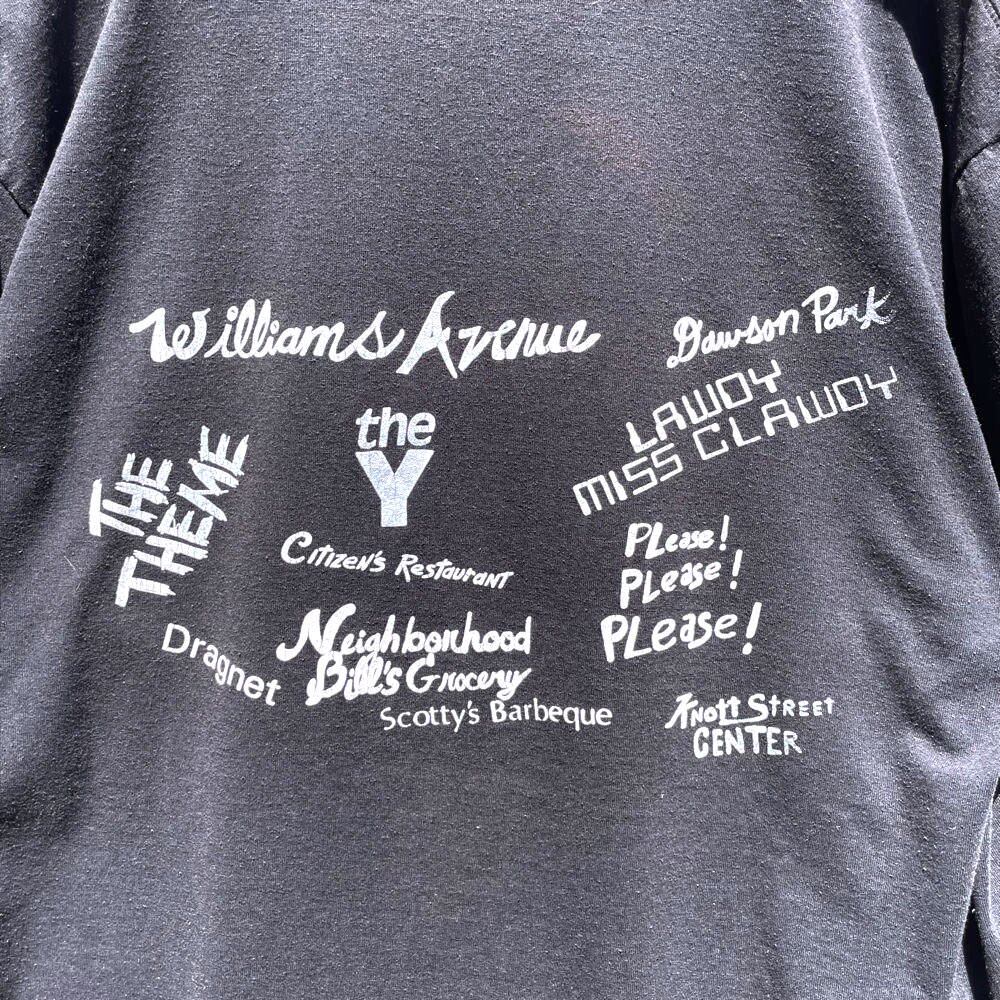 Williams Avenue
Dawson Park
LAWDY
MISS CLAWDY
the
Y
THE
THEME
Citizen's Restaurant
Please!
Please!
Please!
Neighborhood
Bill's Grocery
Dragnet
Scotty's Barbeque
Knott Street
CENTER